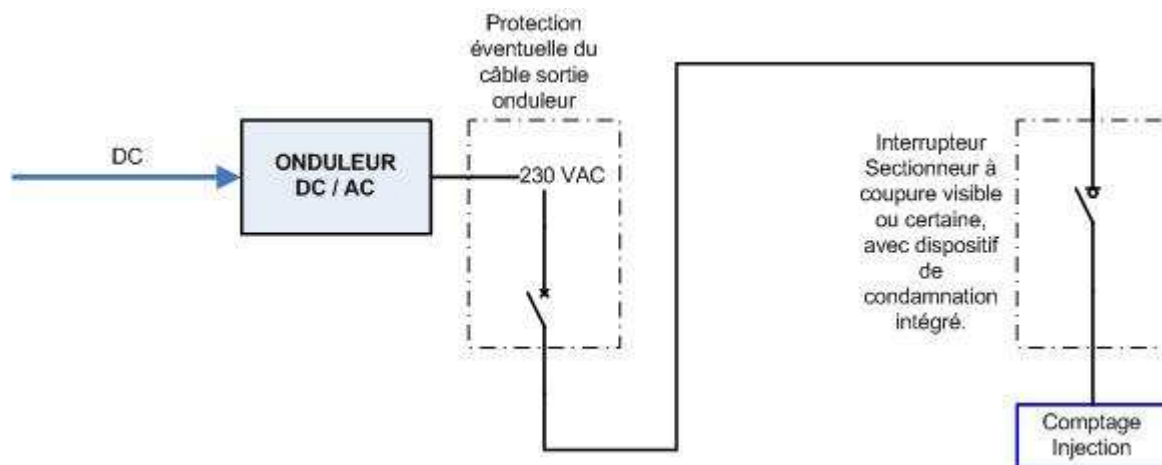 Protection
éventuelle du
câble sortie
onduleur
DC
ONDULEUR
DC / AC
230 VAC
Interrupteur
Sectionneur à
coupure visible
ou certaine,
avec dispositif
de
condamnation
intégré.
Comptage
Injection